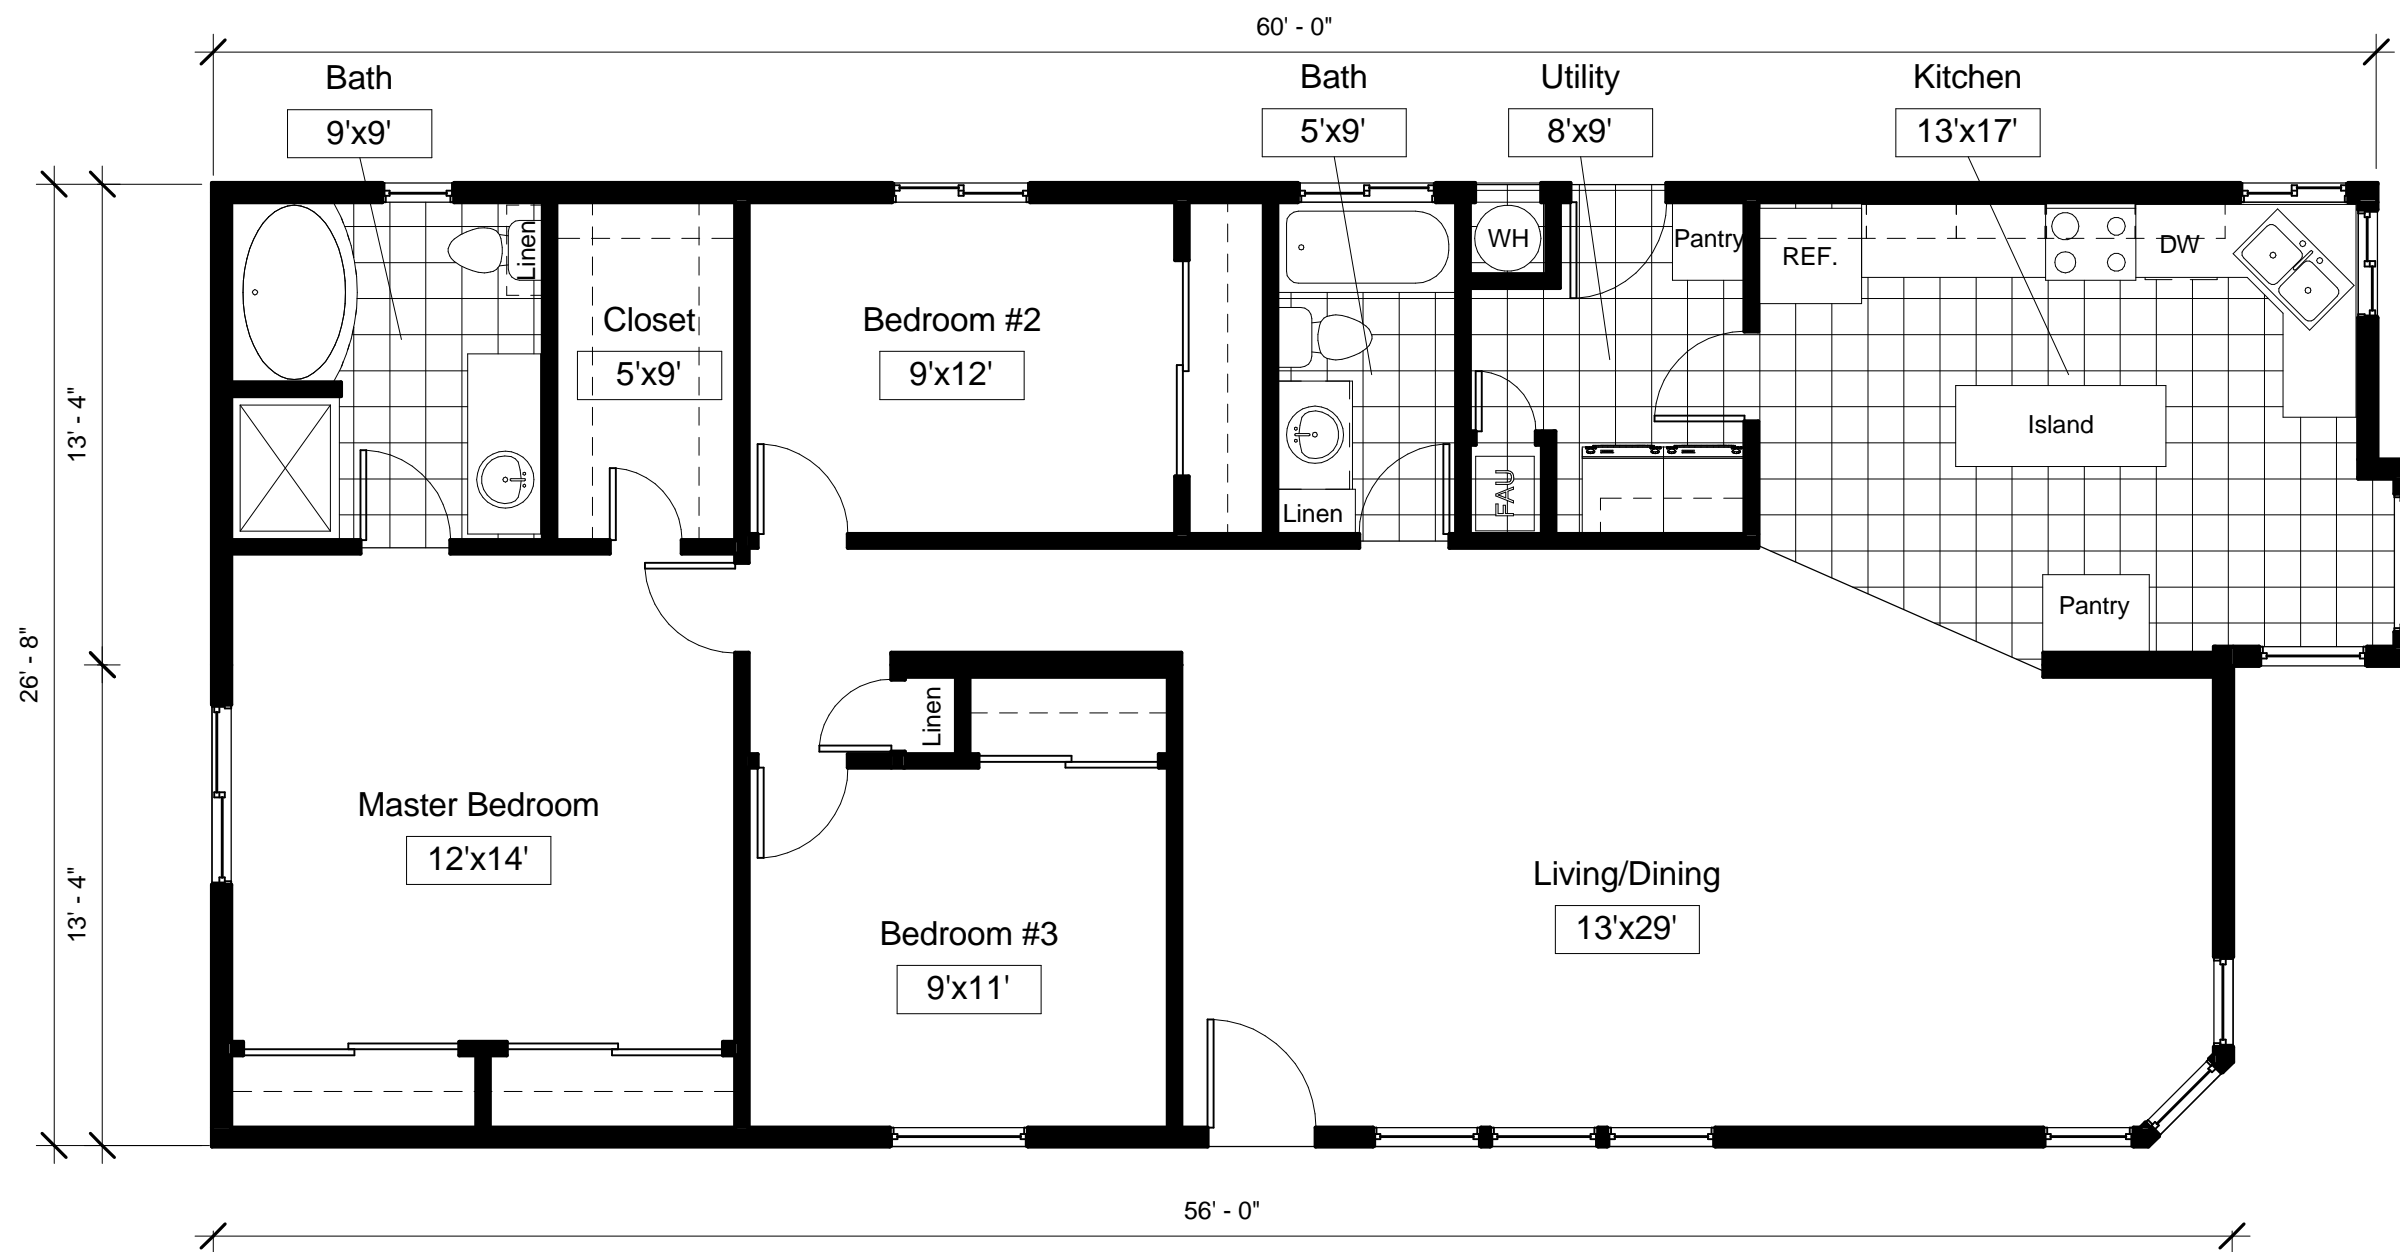 60' - 0"
Bath
9'x9'
Bath
5'x9'
Utility
8'x9'
Kitchen
13'x17'
Linen
WH
Pantry
REF.
DW
Closet
5'x9'
Bedroom #2
9'x12'
Island
13' - 4"
FAU
Linen
Pantry
26' - 8"
Linen
Master Bedroom
12'x14'
Living/Dining
13'x29'
13' - 4"
Bedroom #3
9'x11'
56' - 0"